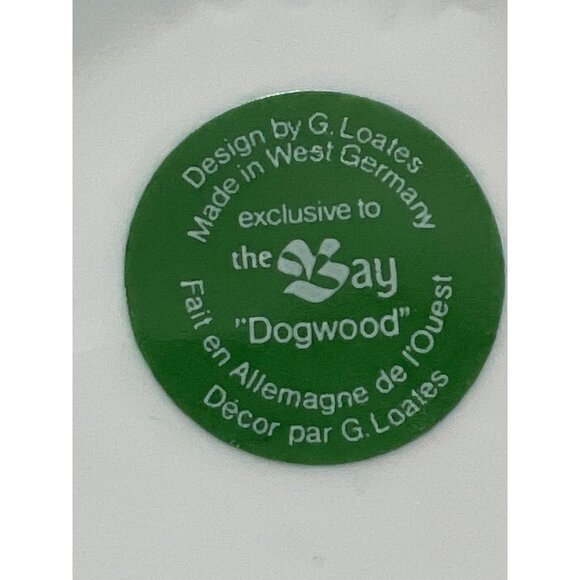 Design by G. Loates
Made in West Germany
exclusive to
the Bay
"Dogwood"
Fait en Allemagne de l'Ouest
Décor par G. Loates